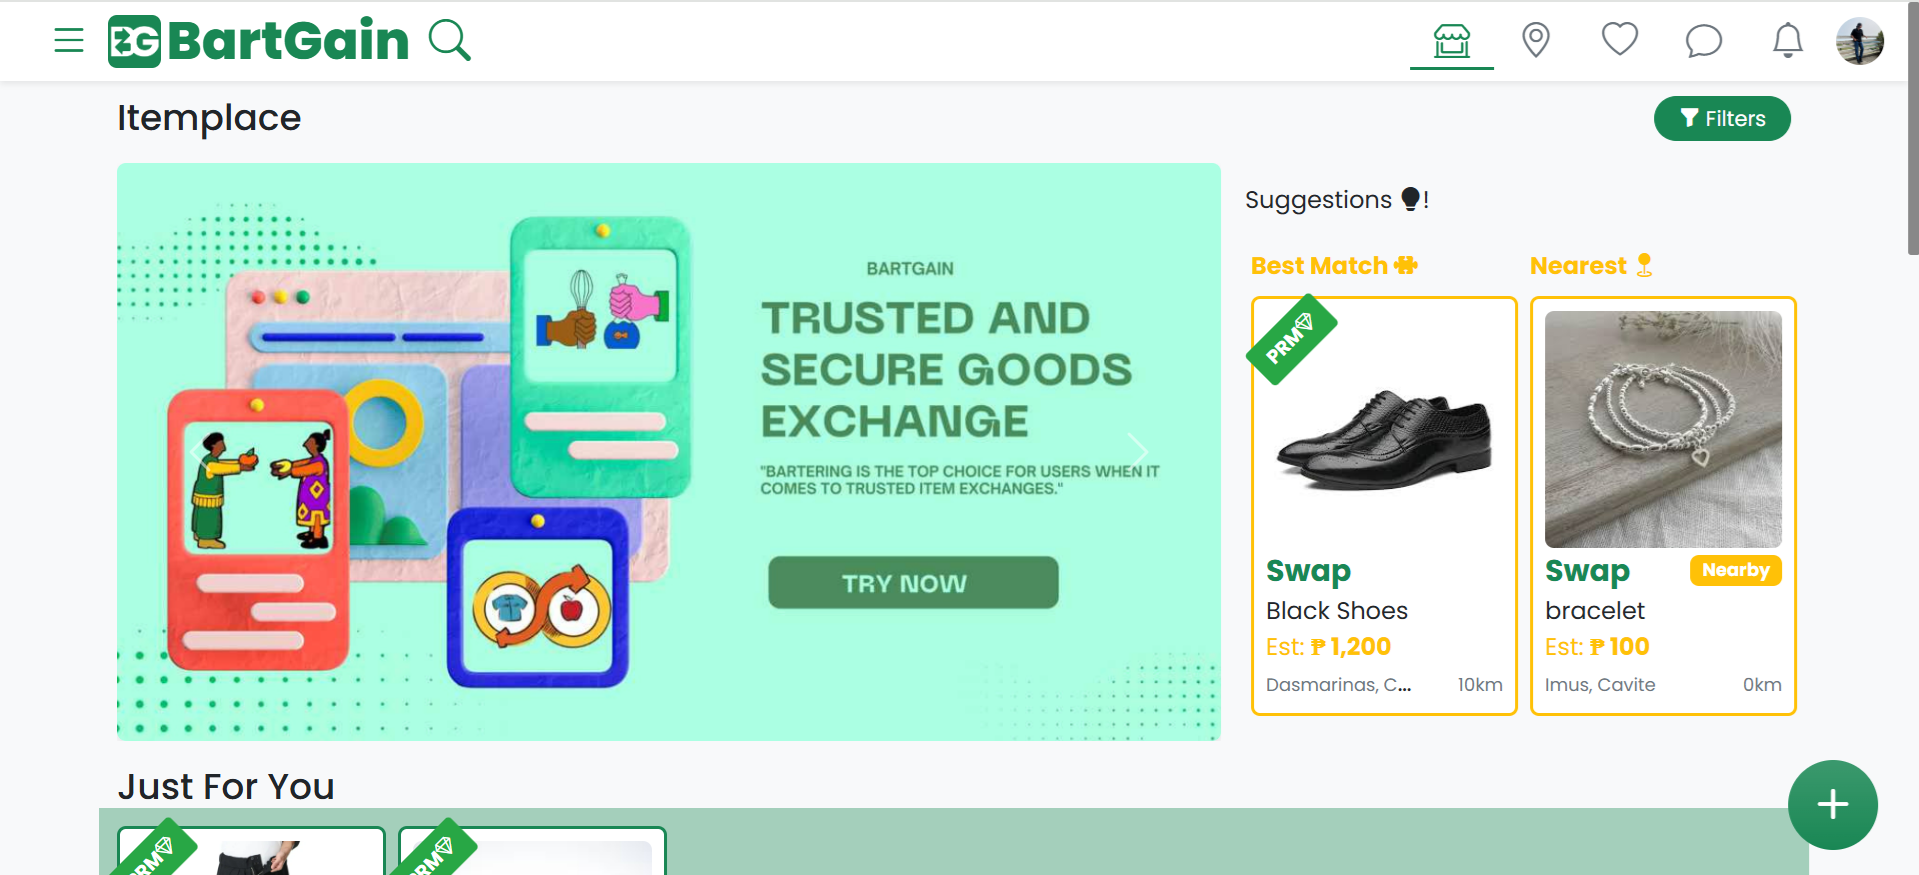 BG BartGain
Itemplace
Filters
BARTGAIN
TRUSTED AND
SECURE GOODS
EXCHANGE
"BARTERING IS THE TOP CHOICE FOR USERS WHEN IT
COMES TO TRUSTED ITEM EXCHANGES."
TRY NOW
Suggestions !
Best Match
PRM
Swap
Black Shoes
Est: ₱ 1,200
Dasmarinas, C... 10km
Nearest
Swap Nearby
bracelet
Est: ₱ 100
Imus, Cavite 0km
Just For You
PRM
PRM